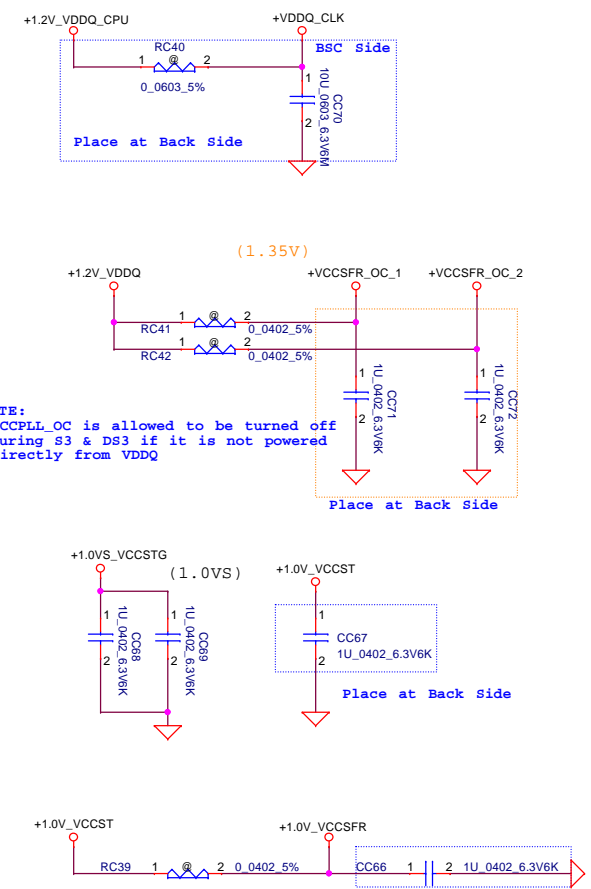 +1.2V_VDDQ_CPU
+VDDQ_CLK
BSC Side
RC40
1 @ 2
0_0603_5%
1
2
CC70
10U_0603_6.3V6M
Place at Back Side
(1.35V)
+1.2V_VDDQ
+VCCSFR_OC_1
+VCCSFR_OC_2
1 @ 2
RC41
0_0402_5%
1 @ 2
RC42
0_0402_5%
1
2
CC71
1U_0402_6.3V6K
1
2
CC72
1U_0402_6.3V6K
TE:
CCPLL_OC is allowed to be turned off
uring S3 & DS3 if it is not powered
irectly from VDDQ
Place at Back Side
+1.0VS_VCCSTG
(1.0VS)
+1.0V_VCCST
1
2
CC68
1U_0402_6.3V6K
1
2
CC69
1U_0402_6.3V6K
1
2
CC67
1U_0402_6.3V6K
Place at Back Side
+1.0V_VCCST
+1.0V_VCCSFR
RC39 1 @ 2 0_0402_5%
CC66 1 2 1U_0402_6.3V6K